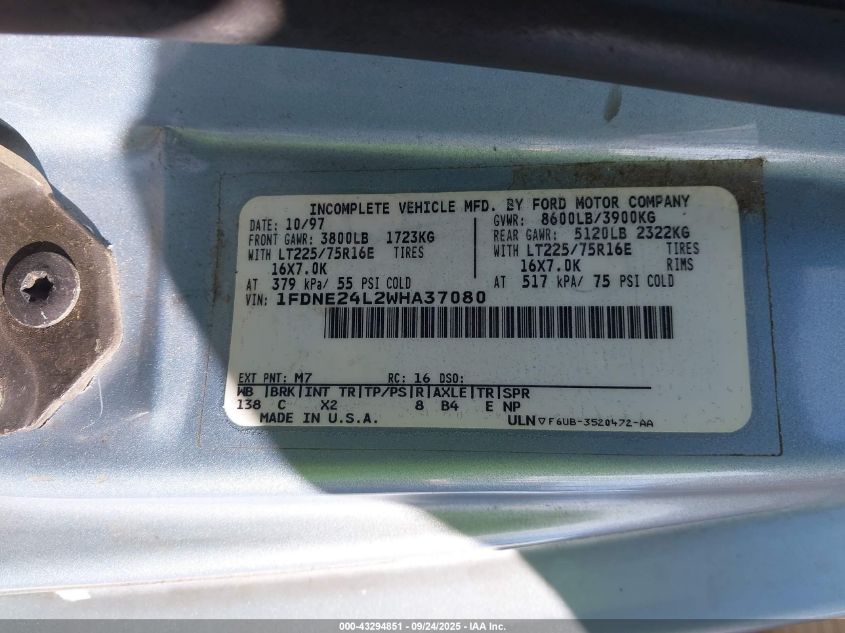 INCOMPLETE VEHICLE MFD. BY FORD MOTOR COMPANY
DATE: 10/97
FRONT GAWR: 3800LB 1723KG
WITH LT225/75R16E TIRES
16X7.0K
AT 379 kPa/ 55 PSI COLD
GVWR: 8600LB/3900KG
REAR GAWR: 5120LB 2322KG
WITH LT225/75R16E TIRES
16X7.0K RIMS
AT 517 kPa/ 75 PSI COLD
VIN: 1FDNE24L2WHA37080
EXT PNT: M7 RC: 16 DSO:
WB |BRK|INT TR|TP/PS|R|AXLE|TR|SPR
138 C X2 8 B4 E NP
MADE IN U.S.A. ULN ▽ F6UB-3520472-AA
000-43294851 - 09/24/2025 - IAA Inc.